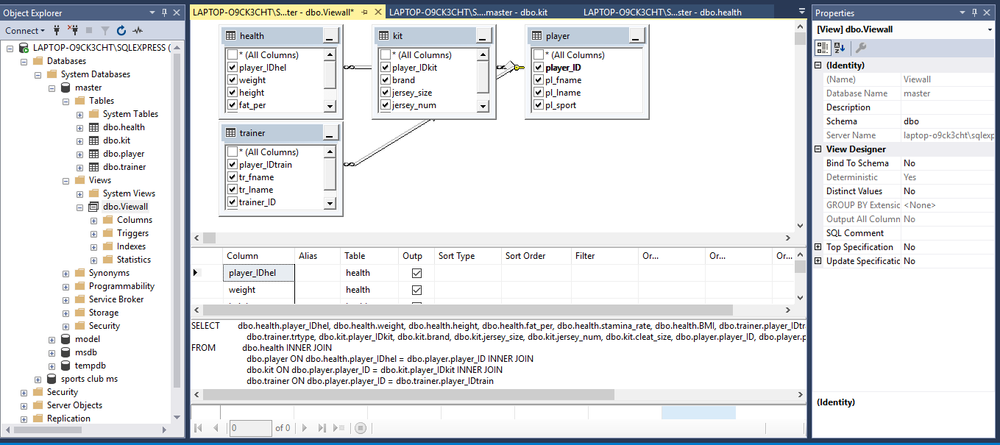 Object Explorer
Connect
LAPTOP-O9CK3CHT\SQLEXPRESS (
Databases
System Databases
master
Tables
System Tables
dbo.health
dbo.kit
dbo.player
dbo.trainer
Views
System Views
dbo.Viewall
Columns
Triggers
Indexes
Statistics
Synonyms
Programmability
Service Broker
Storage
Security
model
msdb
tempdb
sports club ms
Security
Server Objects
Replication
LAPTOP-O9CK3CHT\S...ter - dbo.Viewall* LAPTOP-O9CK3CHT\S....master - dbo.kit LAPTOP-O9CK3CHT\S...ster - dbo.health
health
* (All Columns)
player_IDhel
weight
height
fat_per
kit
* (All Columns)
player_IDkit
brand
jersey_size
jersey_num
player
* (All Columns)
player_ID
pl_fname
pl_lname
pl_sport
trainer
* (All Columns)
player_IDtrain
tr_fname
tr_lname
trainer_ID
Column Alias Table Outp Sort Type Sort Order Filter Or... Or... Or...
player_IDhel health
weight health
SELECT dbo.health.player_IDhel, dbo.health.weight, dbo.health.height, dbo.health.fat_per, dbo.health.stamina_rate, dbo.health.BMI, dbo.trainer.player_IDtra
dbo.trainer.trtype, dbo.kit.player_IDkit, dbo.kit.brand, dbo.kit.jersey_size, dbo.kit.jersey_num, dbo.kit.cleat_size, dbo.player.player_ID, dbo.player.p
FROM dbo.health INNER JOIN
dbo.player ON dbo.health.player_IDhel = dbo.player.player_ID INNER JOIN
dbo.kit ON dbo.player.player_ID = dbo.kit.player_IDkit INNER JOIN
dbo.trainer ON dbo.player.player_ID = dbo.trainer.player_IDtrain
0 of 0
Properties
[View] dbo.Viewall
(Identity)
(Name) Viewall
Database Name master
Description
Schema dbo
Server Name laptop-o9ck3cht\sqlexp
View Designer
Bind To Schema No
Deterministic Yes
Distinct Values No
GROUP BY Extensic <None>
Output All Column No
SQL Comment
Top Specification No
Update Specificatic No
(Identity)